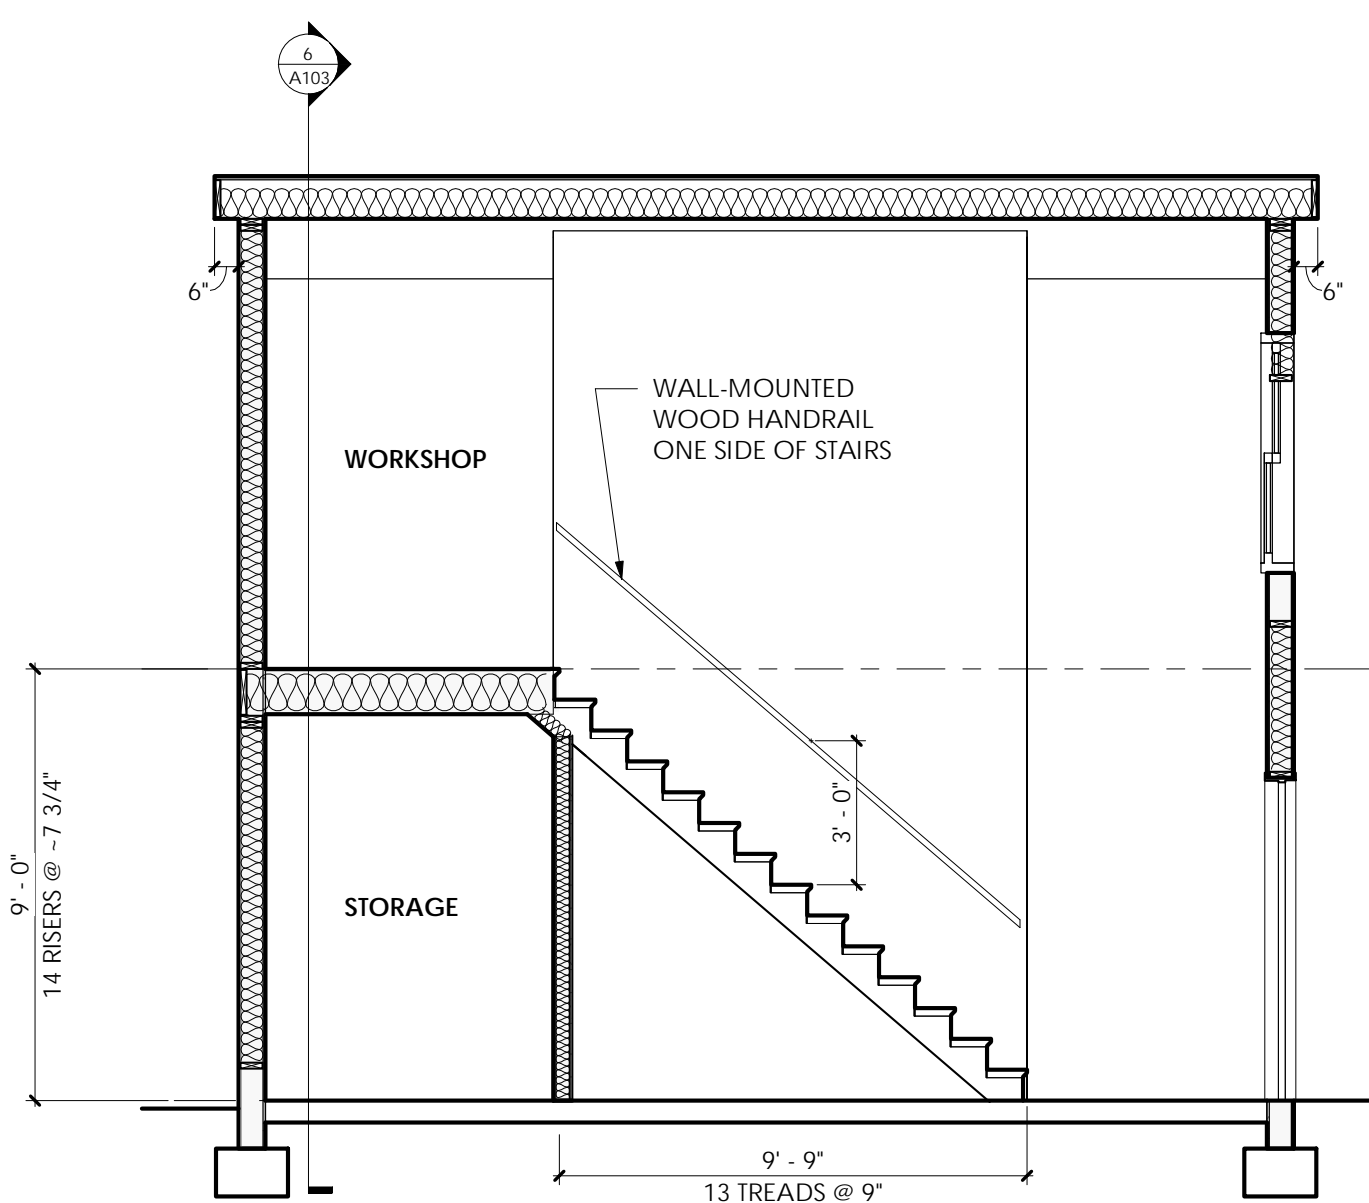 6
A103
6"
6"
WALL-MOUNTED
WOOD HANDRAIL
ONE SIDE OF STAIRS
WORKSHOP
3' - 0"
9' - 0"
14 RISERS @ ~7 3/4"
STORAGE
9' - 9"
13 TREADS @ 9"